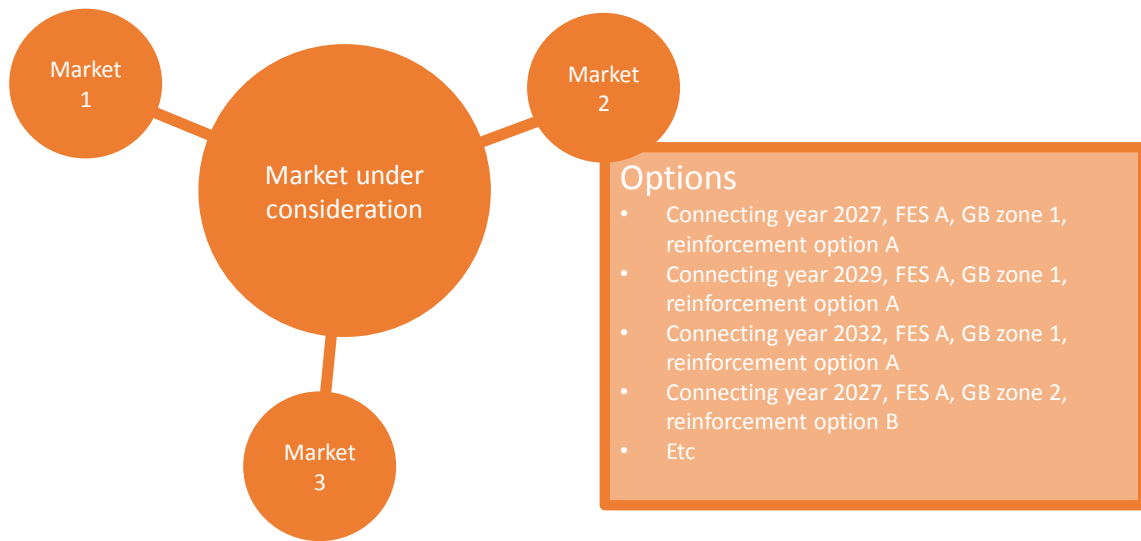 Market
1
Market
2
Market under
consideration
Market
3
Options
• Connecting year 2027, FES A, GB zone 1,
reinforcement option A
• Connecting year 2029, FES A, GB zone 1,
reinforcement option A
• Connecting year 2032, FES A, GB zone 1,
reinforcement option A
• Connecting year 2027, FES A, GB zone 2,
reinforcement option B
• Etc